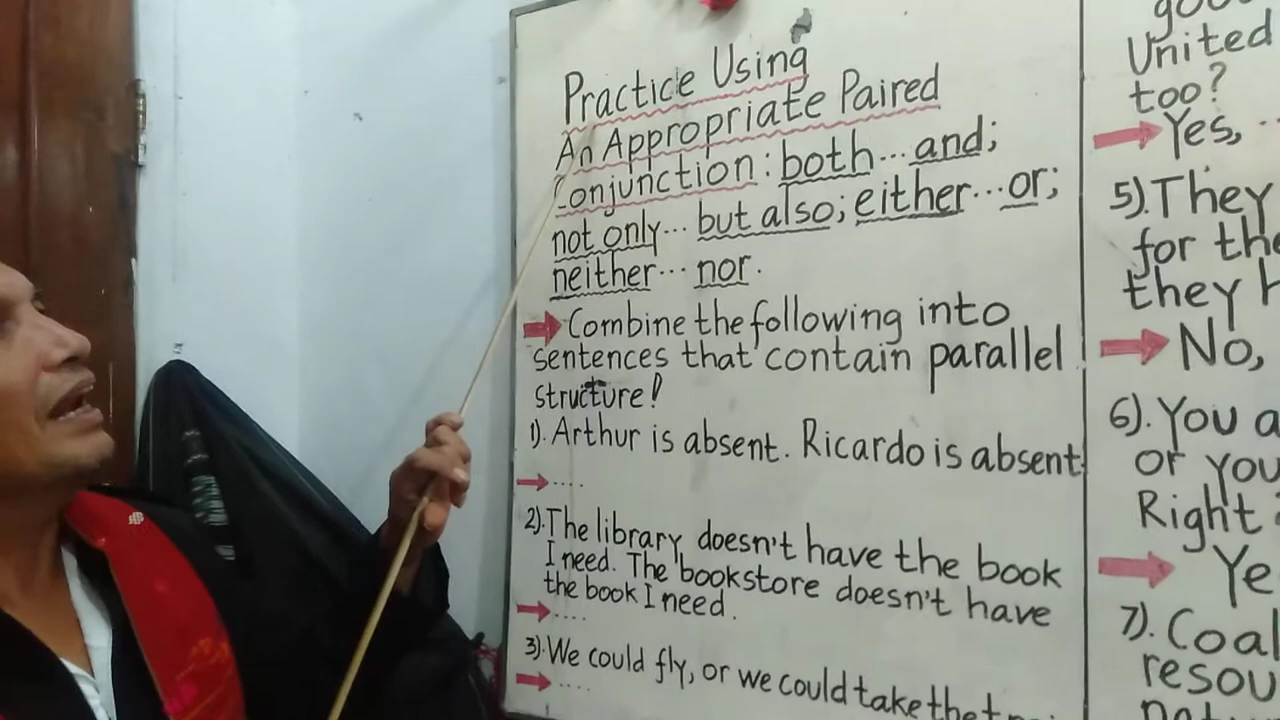 Practice Using
An Appropriate Paired
Conjunction : both ... and;
not only ... but also; either ... or;
neither ... nor.
Combine the following into
sentences that contain parallel
structure!
1). Arthur is absent. Ricardo is absent
....
2). The library doesn't have the book
I need. The bookstore doesn't have
the book I need.
....
3). We could fly, or we could take the
....
United
too?
Yes, ..
5). They
for the
they
No,
6). You a
or you
Right
Ye
7). Coal
resou